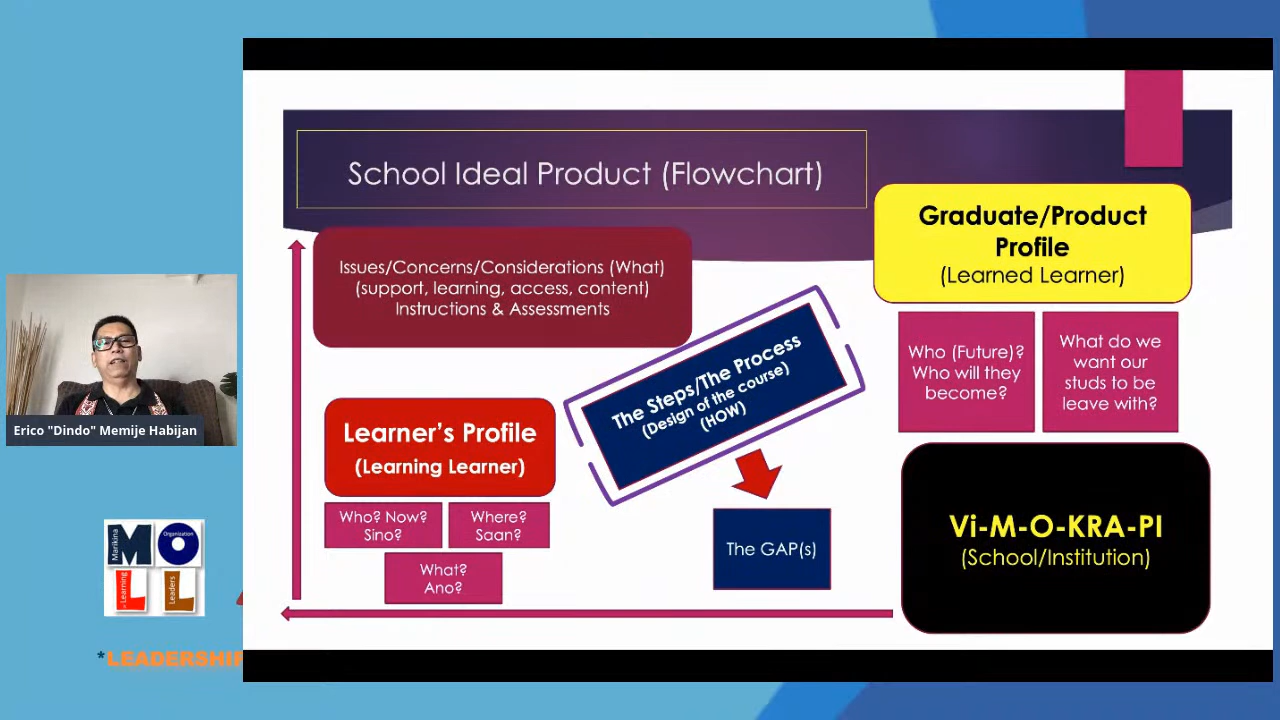 School Ideal Product (Flowchart)
Issues/Concerns/Considerations (What)
(support, learning, access, content)
Instructions & Assessments
Graduate/Product
Profile
(Learned Learner)
Who (Future)?
Who will they
become?
What do we
want our
studs to be
leave with?
The Steps/The Process
(Design of the course)
(HOW)
Learner's Profile
(Learning Learner)
Who? Now?
Sino?
Where?
Saan?
What?
Ano?
The GAP(s)
Vi-M-O-KRA-PI
(School/Institution)
Erico "Dindo" Memije Habijan
Marikina
Organization
of Learning
Leaders
*LEADERSHIP